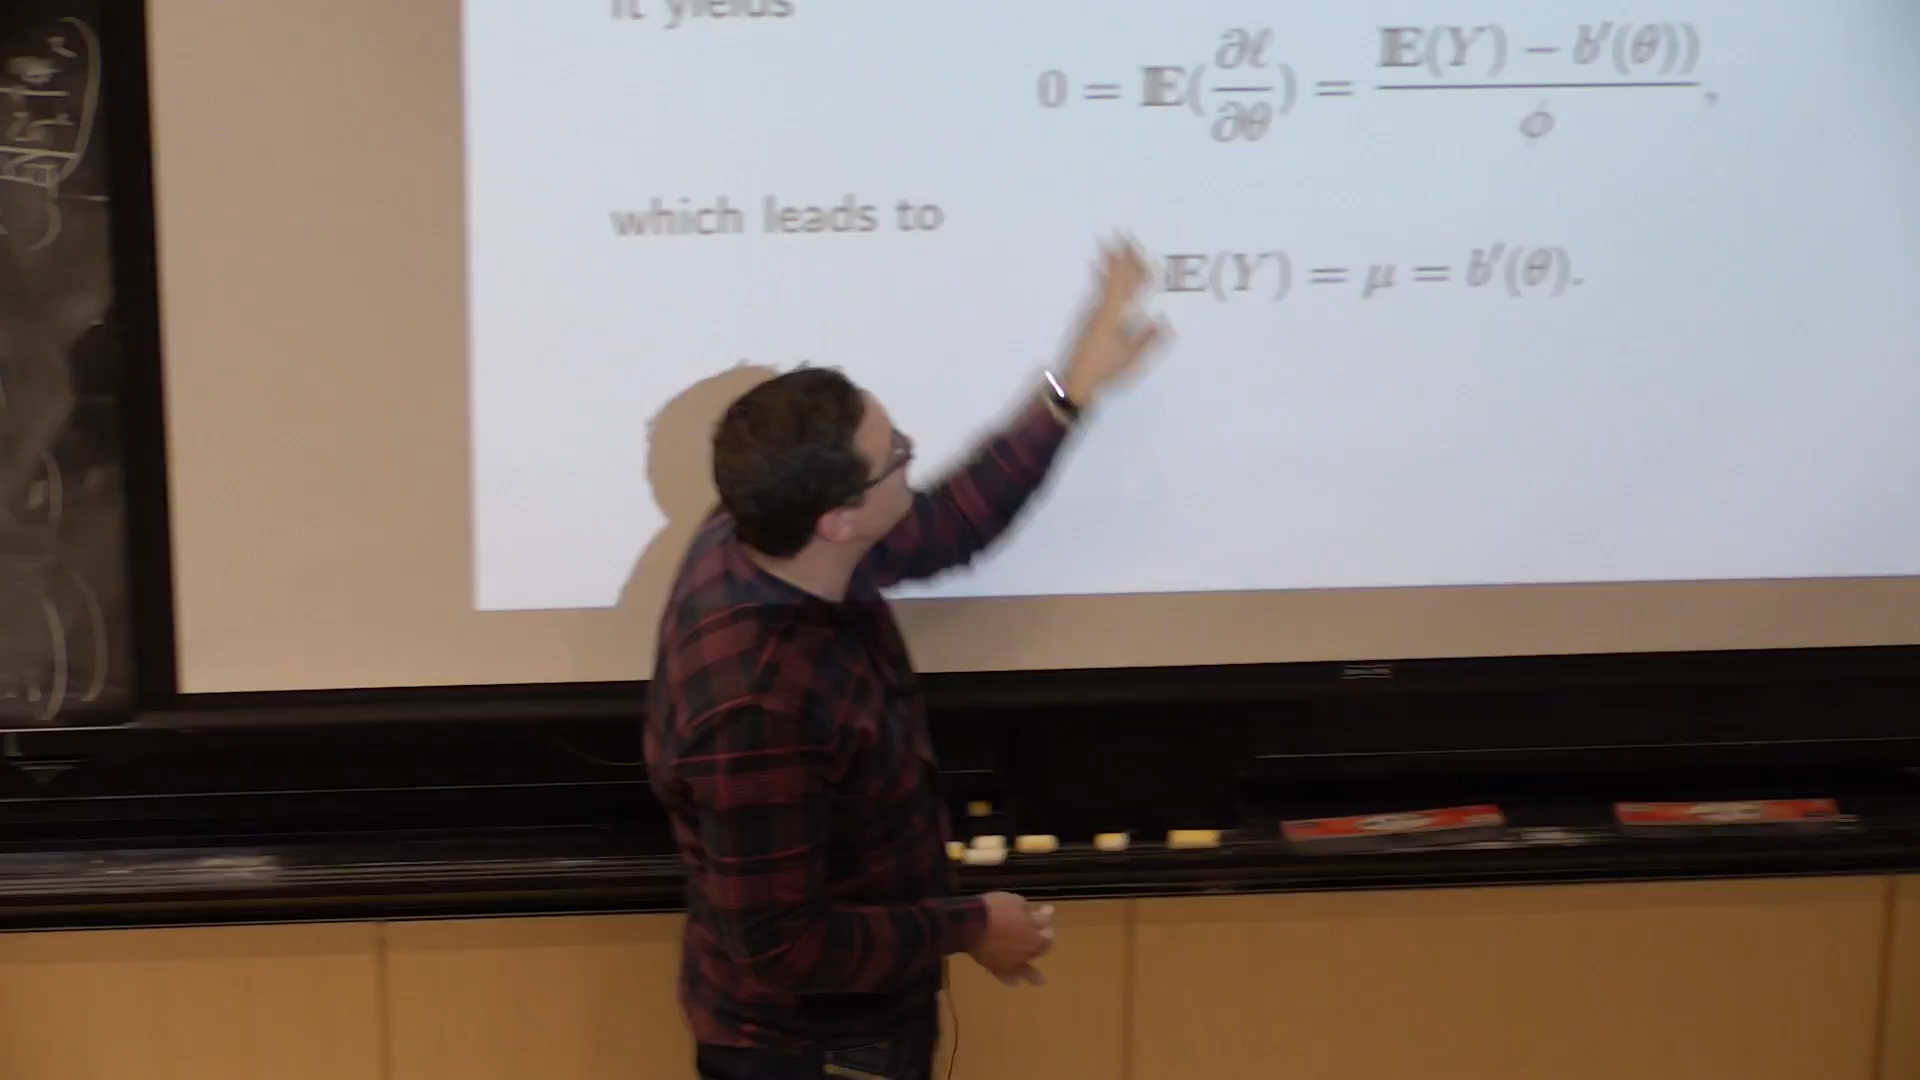 it yields
0 = 𝔼(∂ℓ/∂θ) = (𝔼(Y) − b′(θ))) / ϕ,
which leads to
𝔼(Y) = μ = b′(θ).